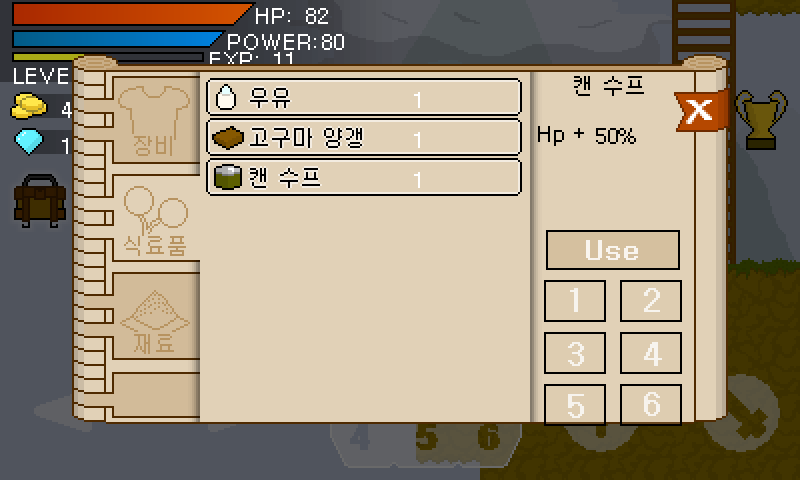 HP: 82
POWER:80
EXP: 11
LEVE
4
1
장비
식료품
재료
우유 1
고구마 양갱 1
캔 수프 1
캔 수프
X
Hp + 50%
Use
1 2
3 4
5 6
4 5 6